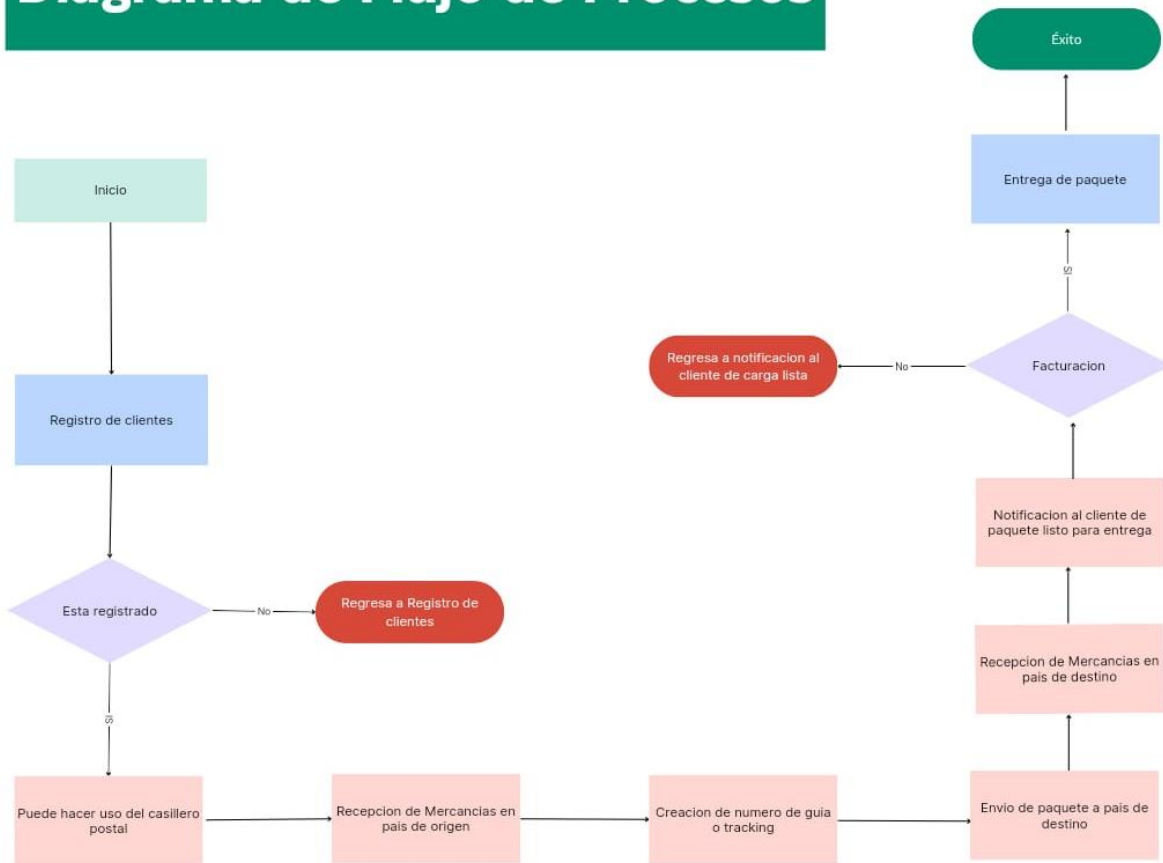 Diagrama de Flujo de Procesos
Éxito
Entrega de paquete
Inicio
SI
Regresa a notificacion al
cliente de carga lista
No
Facturacion
Registro de clientes
Notificacion al cliente de
paquete listo para entrega
Esta registrado
No
Regresa a Registro de
clientes
Recepcion de Mercancias en
pais de destino
SI
Puede hacer uso del casillero
postal
Recepcion de Mercancias en
pais de origen
Creacion de numero de guia
o tracking
Envio de paquete a pais de
destino